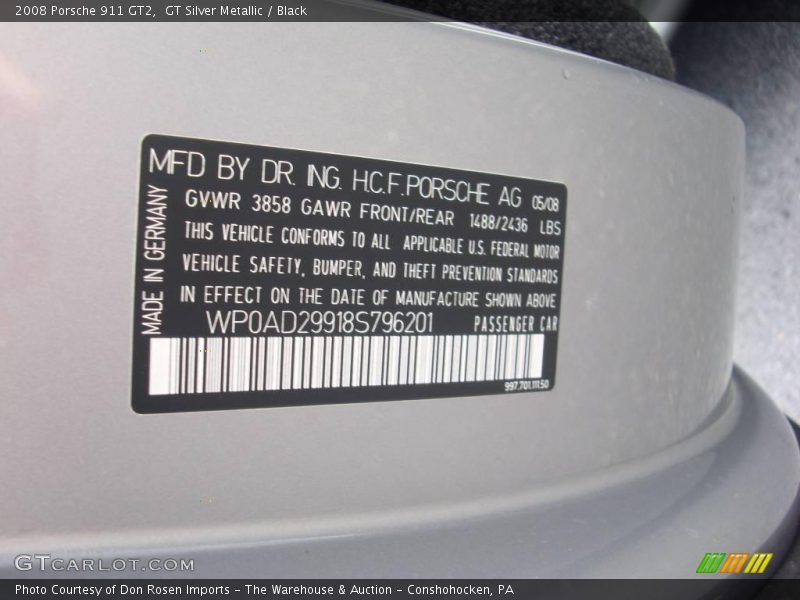 2008 Porsche 911 GT2,  GT Silver Metallic / Black
MFD BY DR. ING. H.C.F. PORSCHE AG 05/08
GVWR 3858 GAWR FRONT/REAR 1488/2436 LBS
THIS VEHICLE CONFORMS TO ALL APPLICABLE U.S. FEDERAL MOTOR
VEHICLE SAFETY, BUMPER, AND THEFT PREVENTION STANDARDS
IN EFFECT ON THE DATE OF MANUFACTURE SHOWN ABOVE
WP0AD29918S796201 PASSENGER CAR
MADE IN GERMANY
997.701.111.50
GTCARLOT.COM
Photo Courtesy of Don Rosen Imports – The Warehouse & Auction – Conshohocken, PA